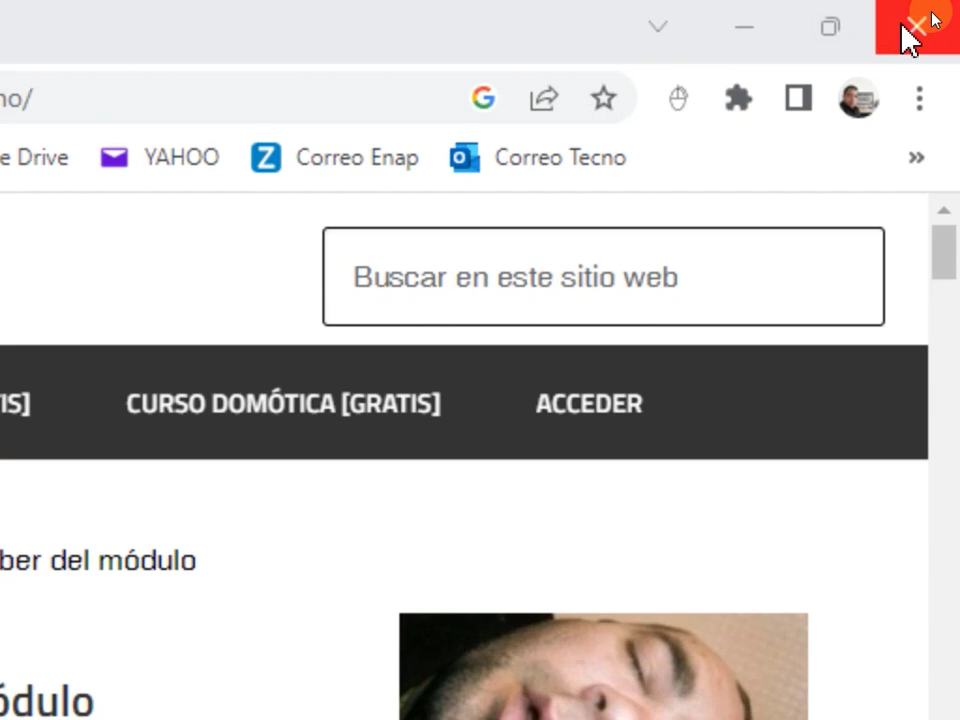 no/
e Drive YAHOO Z Correo Enap Correo Tecno »
Buscar en este sitio web
IS] CURSO DOMÓTICA [GRATIS] ACCEDER
ber del módulo
ódulo